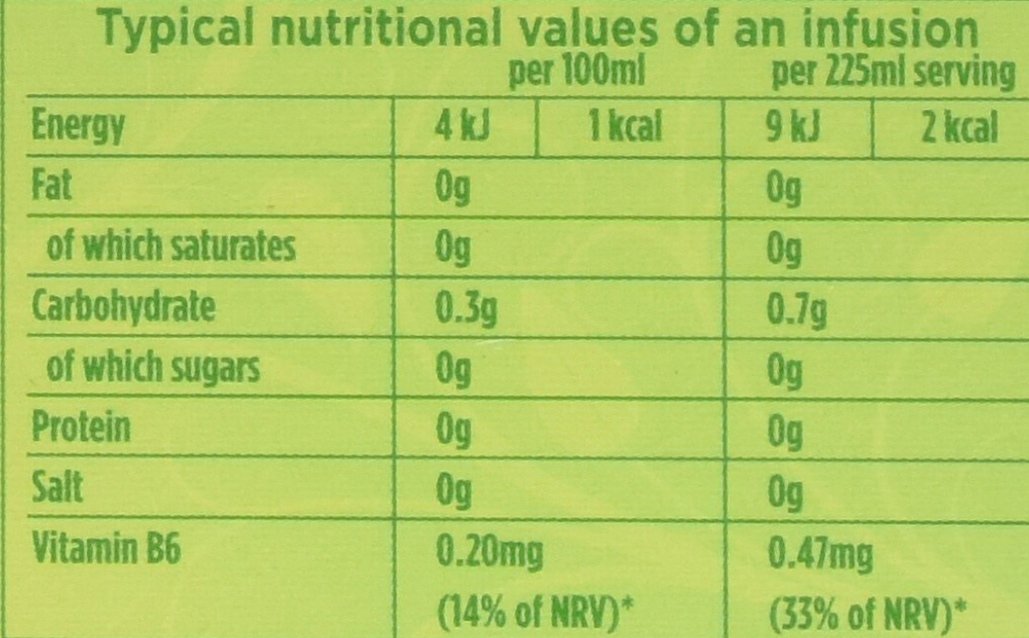 Typical nutritional values of an infusion
per 100ml per 225ml serving
Energy 4 kJ 1 kcal 9 kJ 2 kcal
Fat 0g 0g
of which saturates 0g 0g
Carbohydrate 0.3g 0.7g
of which sugars 0g 0g
Protein 0g 0g
Salt 0g 0g
Vitamin B6 0.20mg 0.47mg
(14% of NRV)* (33% of NRV)*